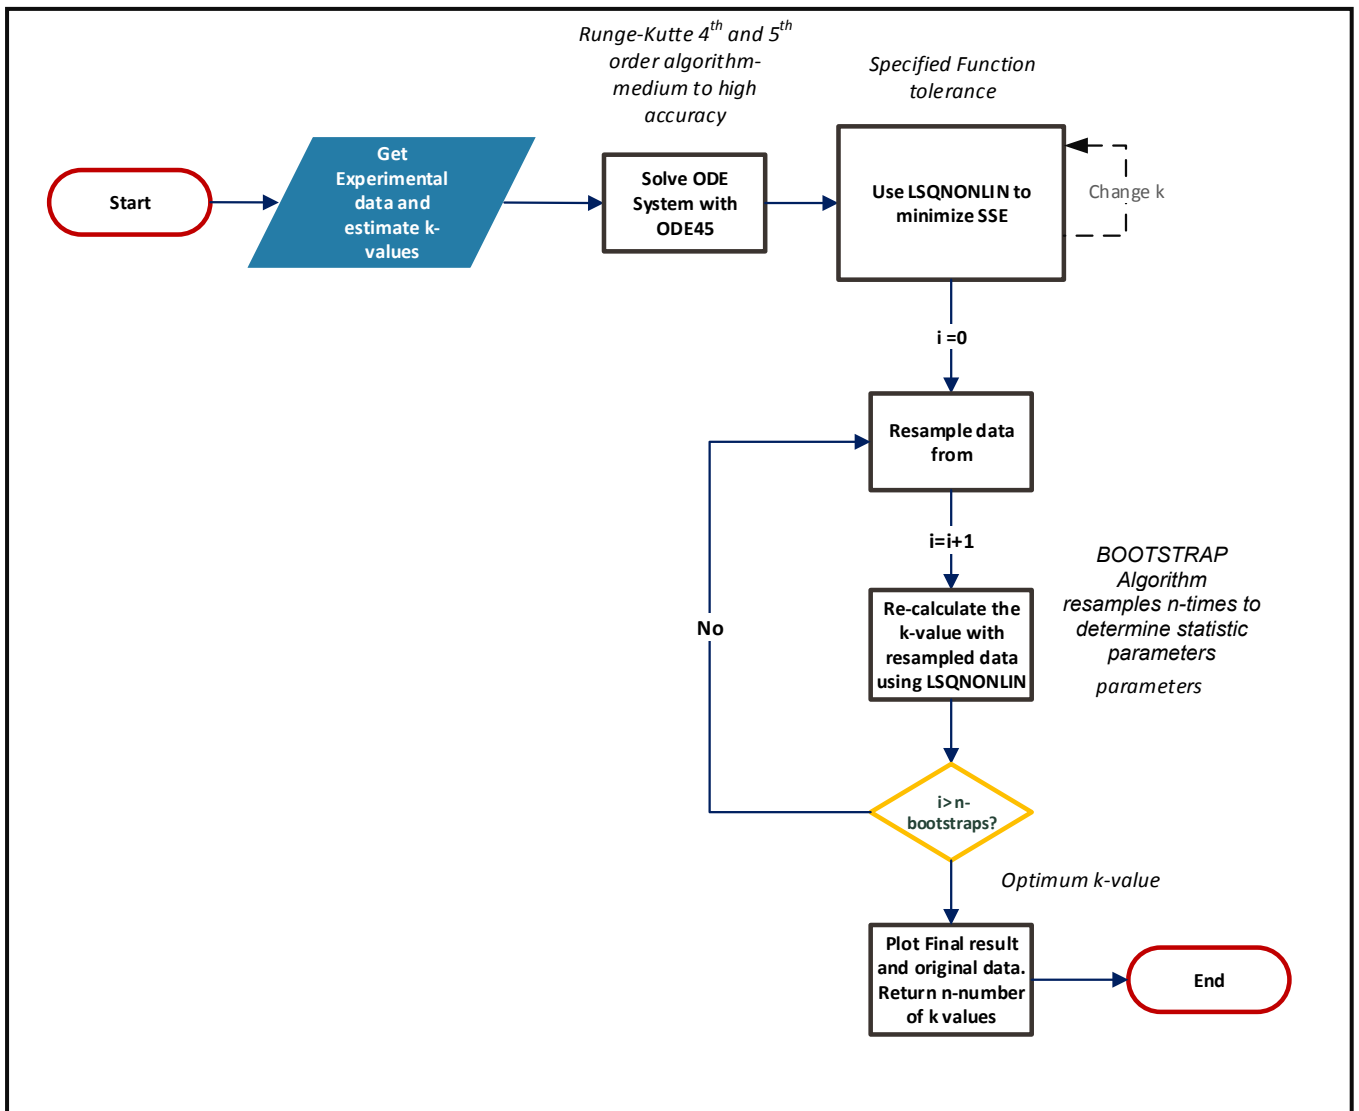 Runge-Kutte 4th and 5th
order algorithm-
medium to high
accuracy
Specified Function
tolerance
Start
Get
Experimental
data and
estimate k-
values
Solve ODE
System with
ODE45
Use LSQNONLIN to
minimize SSE
Change k
i =0
Resample data
from
i=i+1
BOOTSTRAP
Algorithm
resamples n-times to
determine statistic
parameters
parameters
Re-calculate the
k-value with
resampled data
using LSQNONLIN
No
i> n-
bootstraps?
Optimum k-value
Plot Final result
and original data.
Return n-number
of k values
End